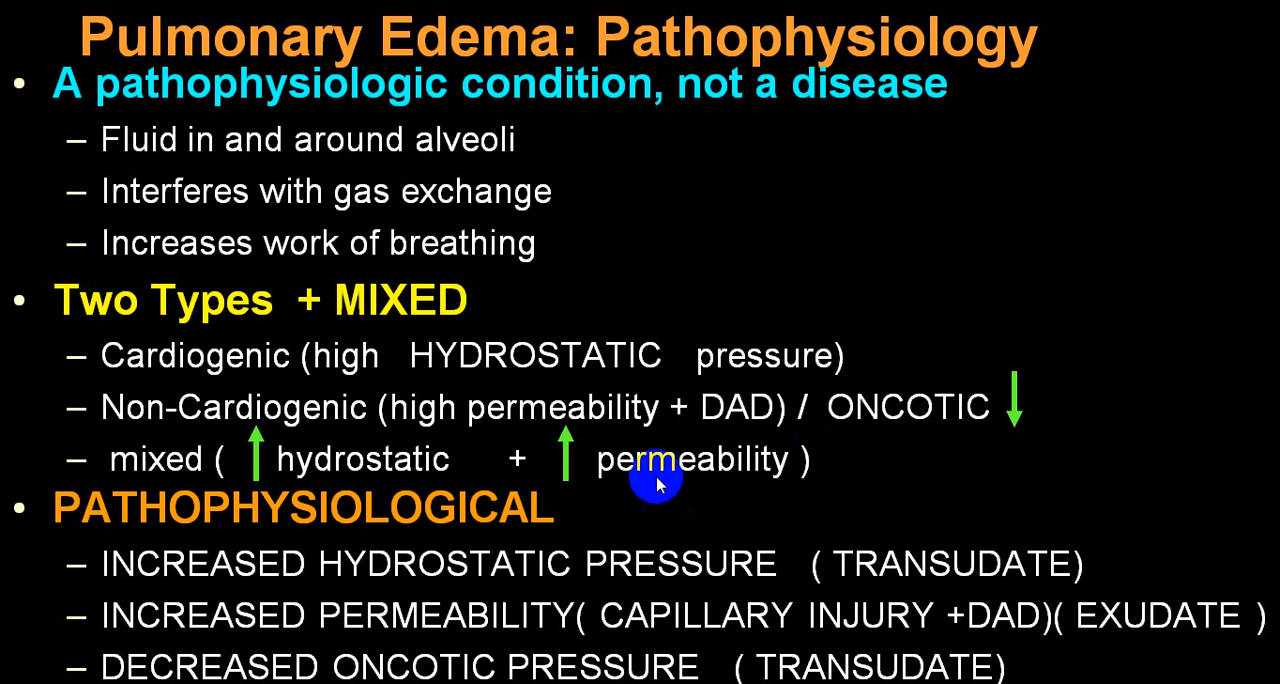 Pulmonary Edema: Pathophysiology
• A pathophysiologic condition, not a disease
– Fluid in and around alveoli
– Interferes with gas exchange
– Increases work of breathing
• Two Types + MIXED
– Cardiogenic (high HYDROSTATIC pressure)
– Non-Cardiogenic (high permeability + DAD) / ONCOTIC ↓
– mixed ( ↑ hydrostatic + ↑ permeability )
• PATHOPHYSIOLOGICAL
– INCREASED HYDROSTATIC PRESSURE ( TRANSUDATE)
– INCREASED PERMEABILITY( CAPILLARY INJURY +DAD)( EXUDATE )
– DECREASED ONCOTIC PRESSURE ( TRANSUDATE)